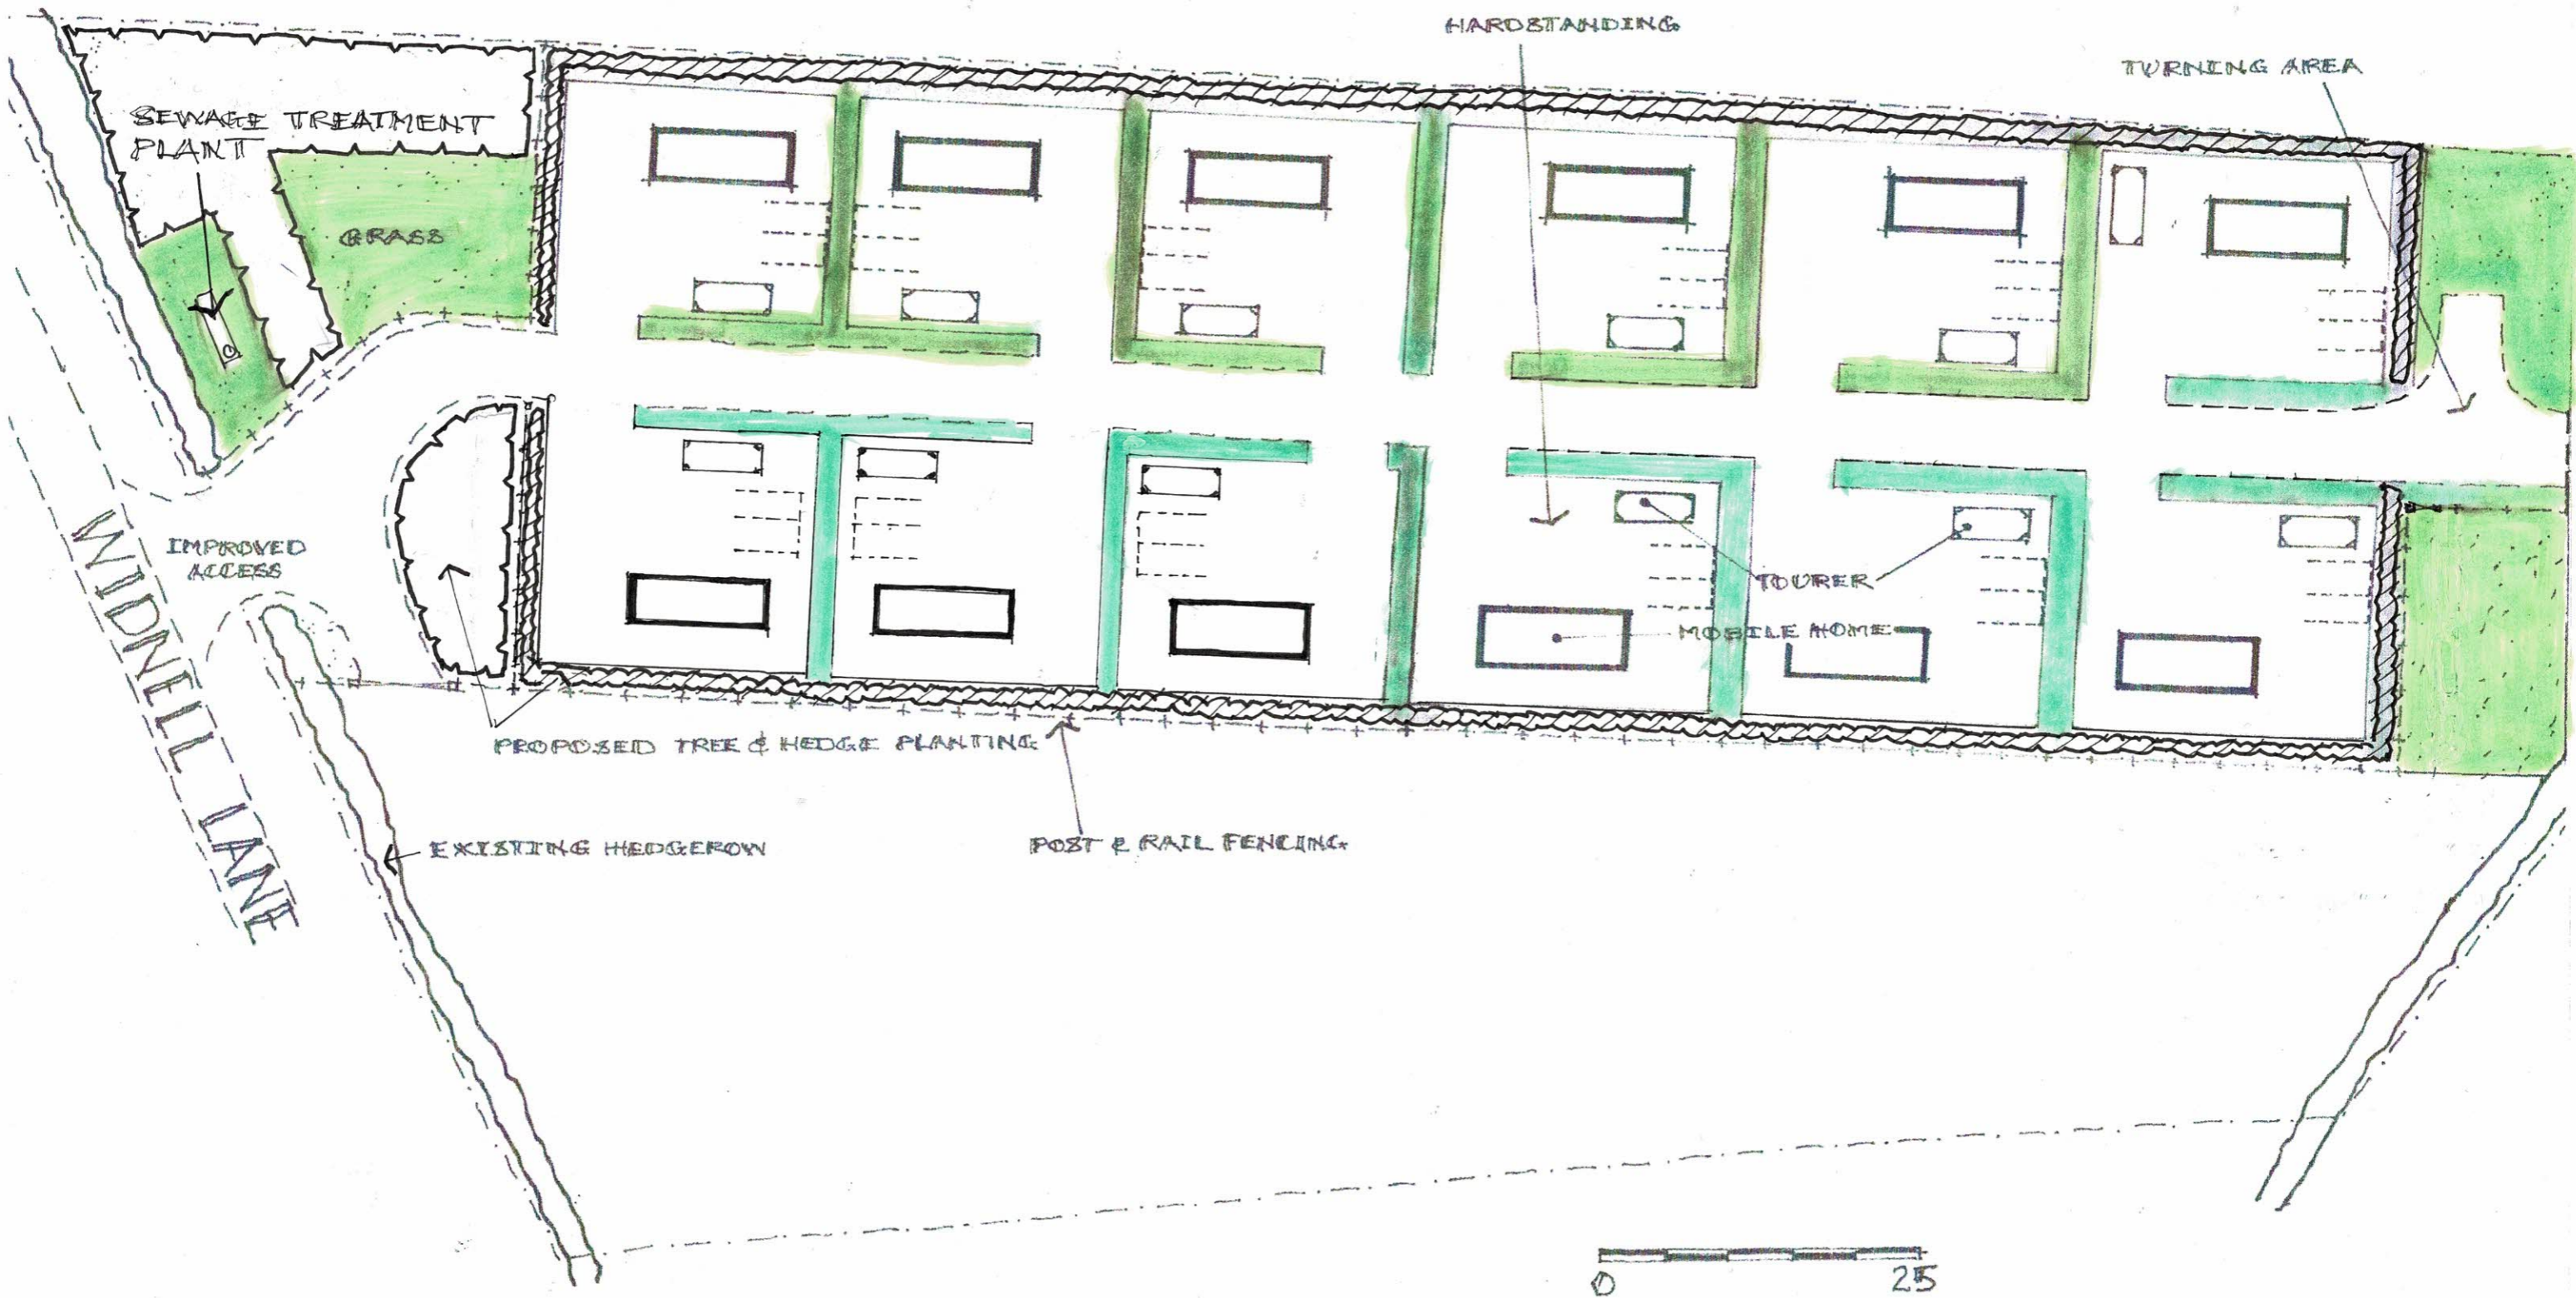 HARDSTANDING
TURNING AREA
SEWAGE TREATMENT
PLANT
GRASS
IMPROVED
ACCESS
WIDNELL LANE
TOURER
MOBILE HOME
PROPOSED TREE & HEDGE PLANTING
EXISTING HEDGEROW
POST & RAIL FENCING
0 25